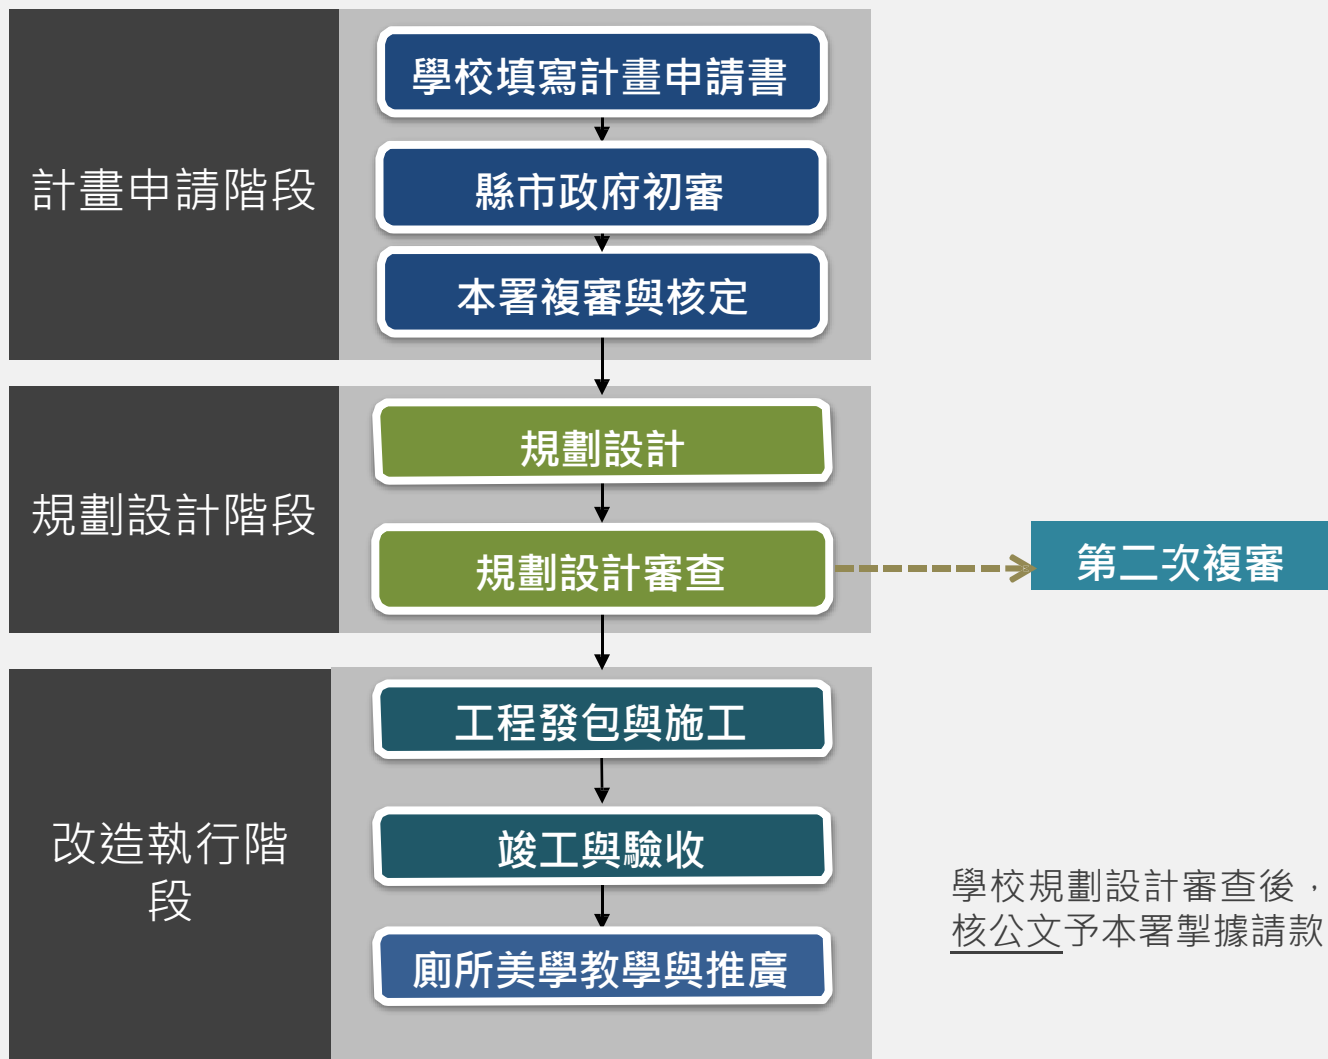 計畫申請階段
學校填寫計畫申請書
縣市政府初審
本署複審與核定
規劃設計階段
規劃設計
規劃設計審查
第二次複審
改造執行階
段
工程發包與施工
竣工與驗收
廁所美學教學與推廣
學校規劃設計審查後，
核公文予本署掣據請款